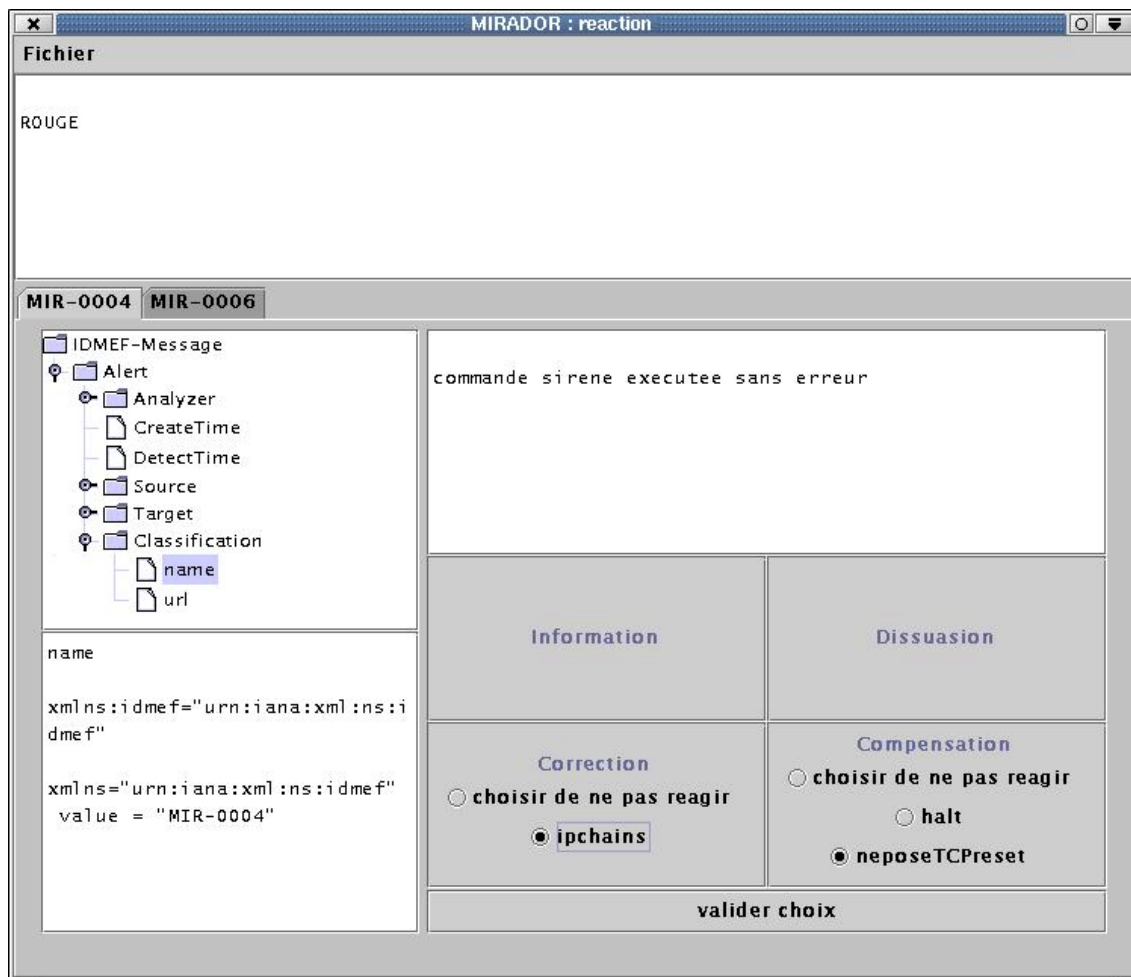 MIRADOR : reaction
Fichier
ROUGE
MIR-0004 MIR-0006
IDMEF-Message
Alert
Analyzer
CreateTime
DetectTime
Source
Target
Classification
name
url
name
xmlns:idmef="urn:iana:xml:ns:i
dmef"
xmlns="urn:iana:xml:ns:idmef"
value = "MIR-0004"
commande sirene executee sans erreur
Information
Dissuasion
Correction
choisir de ne pas reagir
ipchains
Compensation
choisir de ne pas reagir
halt
neposeTCPreset
valider choix